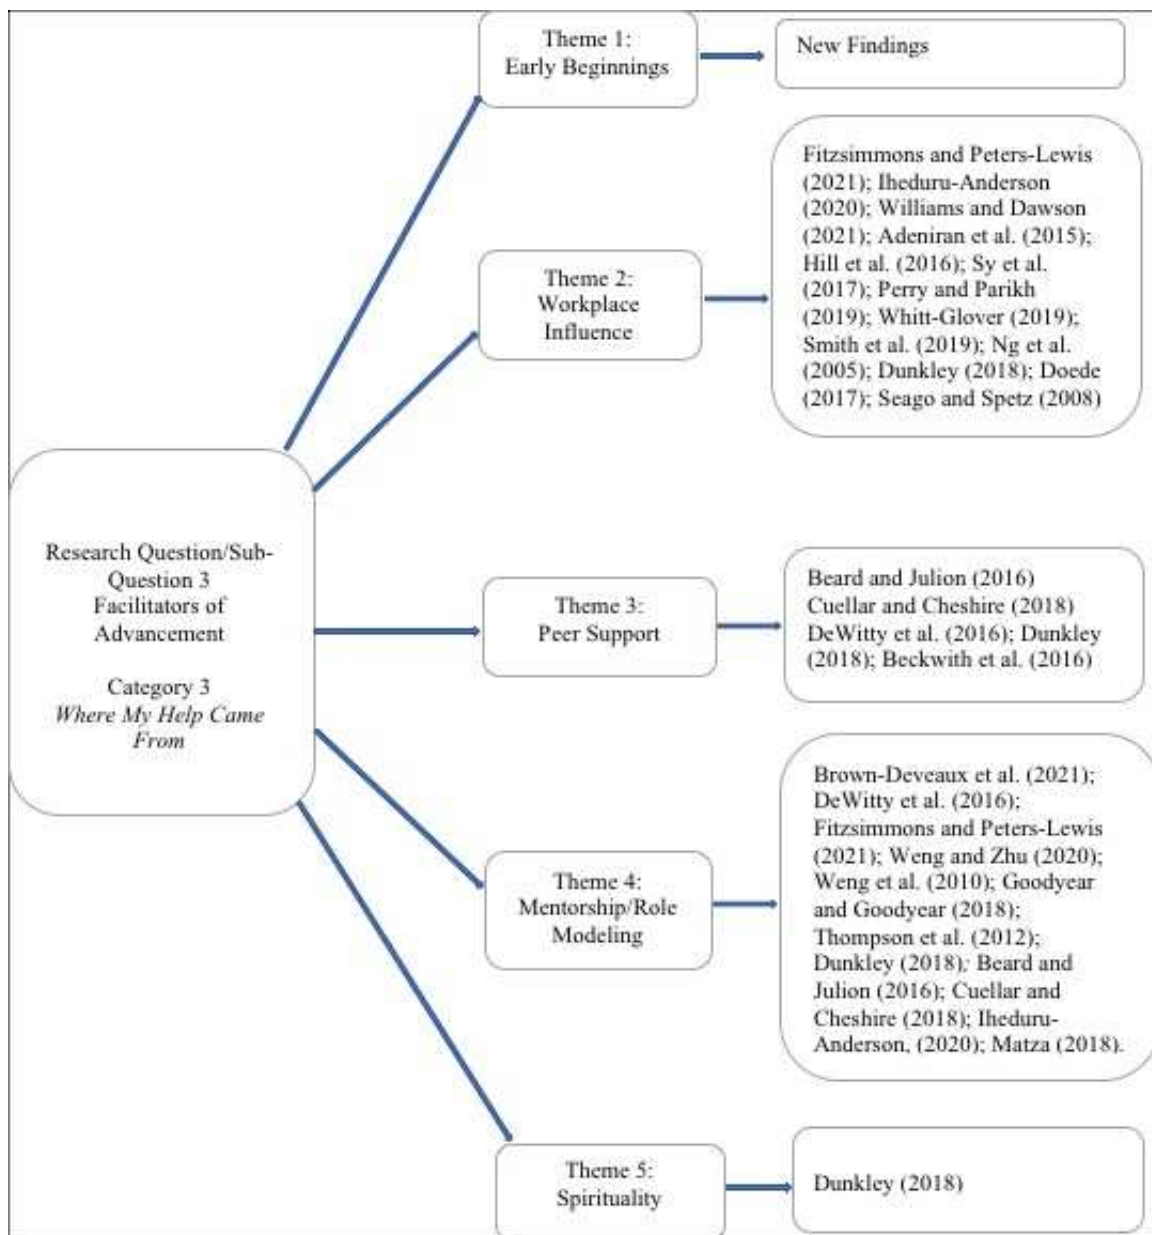 Theme 1:
Early Beginnings
New Findings
Theme 2:
Workplace
Influence
Fitzsimmons and Peters-Lewis
(2021); Iheduru-Anderson
(2020); Williams and Dawson
(2021); Adeniran et al. (2015);
Hill et al. (2016); Sy et al.
(2017); Perry and Parikh
(2019); Whitt-Glover (2019);
Smith et al. (2019); Ng et al.
(2005); Dunkley (2018); Doede
(2017); Seago and Spetz (2008)
Research Question/Sub-
Question 3
Facilitators of
Advancement
Category 3
Where My Help Came
From
Theme 3:
Peer Support
Beard and Julion (2016)
Cuellar and Cheshire (2018)
DeWitty et al. (2016); Dunkley
(2018); Beckwith et al. (2016)
Theme 4:
Mentorship/Role
Modeling
Brown-Deveaux et al. (2021);
DeWitty et al. (2016);
Fitzsimmons and Peters-Lewis
(2021); Weng and Zhu (2020);
Weng et al. (2010); Goodyear
and Goodyear (2018);
Thompson et al. (2012);
Dunkley (2018); Beard and
Julion (2016); Cuellar and
Cheshire (2018); Iheduru-
Anderson, (2020); Matza (2018).
Theme 5:
Spirituality
Dunkley (2018)